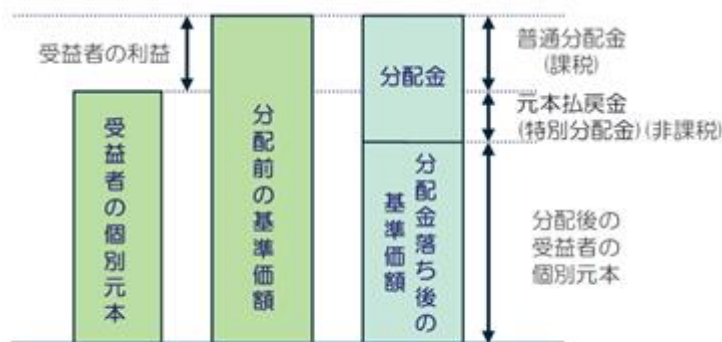 受益者の利益
受益者の個別元本
分配前の基準価額
分配金
分配金落ち後の
基準価額
普通分配金
(課税)
元本払戻金
(特別分配金)(非課税)
分配後の
受益者の
個別元本